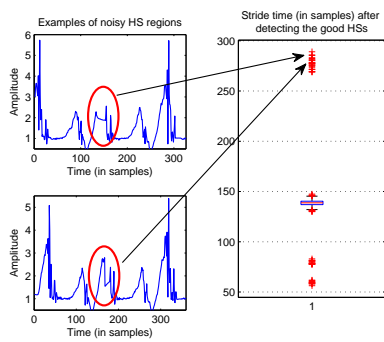 Examples of noisy HS regions
Amplitude
6
5
4
3
2
1
0 100 200 300
Time (in samples)
Amplitude
5
4
3
2
1
0 100 200 300
Time (in samples)
Stride time (in samples) after
detecting the good HSs
300
250
200
150
100
50
1